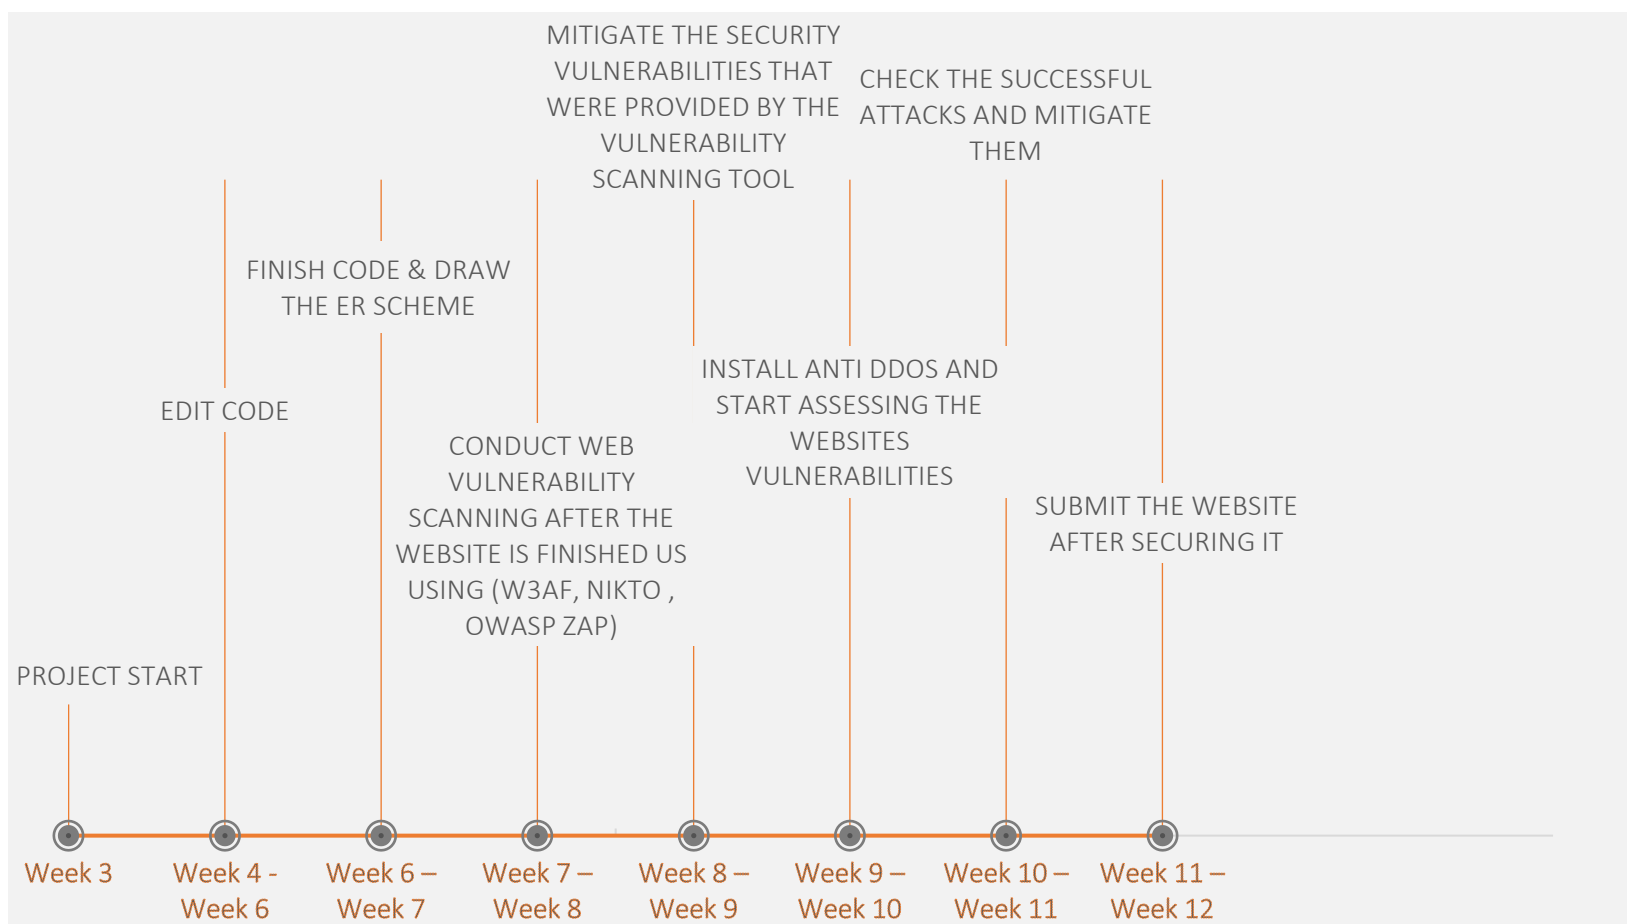 PROJECT START
EDIT CODE
FINISH CODE & DRAW
THE ER SCHEME
CONDUCT WEB
VULNERABILITY
SCANNING AFTER THE
WEBSITE IS FINISHED US
USING (W3AF, NIKTO ,
OWASP ZAP)
MITIGATE THE SECURITY
VULNERABILITIES THAT
WERE PROVIDED BY THE
VULNERABILITY
SCANNING TOOL
INSTALL ANTI DDOS AND
START ASSESSING THE
WEBSITES
VULNERABILITIES
CHECK THE SUCCESSFUL
ATTACKS AND MITIGATE
THEM
SUBMIT THE WEBSITE
AFTER SECURING IT
Week 3
Week 4 -
Week 6
Week 6 –
Week 7
Week 7 –
Week 8
Week 8 –
Week 9
Week 9 –
Week 10
Week 10 –
Week 11
Week 11 –
Week 12